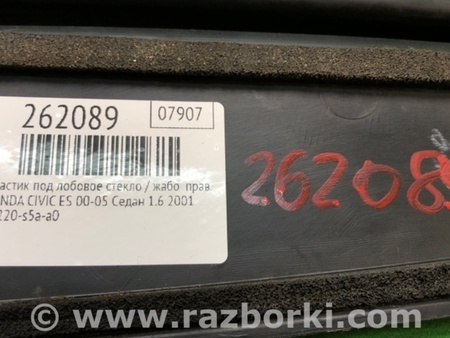 262089
07907
астик под лобовое стекло / жабо прав.
NDA CIVIC ES 00-05 Седан 1.6 2001
220-s5a-a0
26208
www.razborki.com